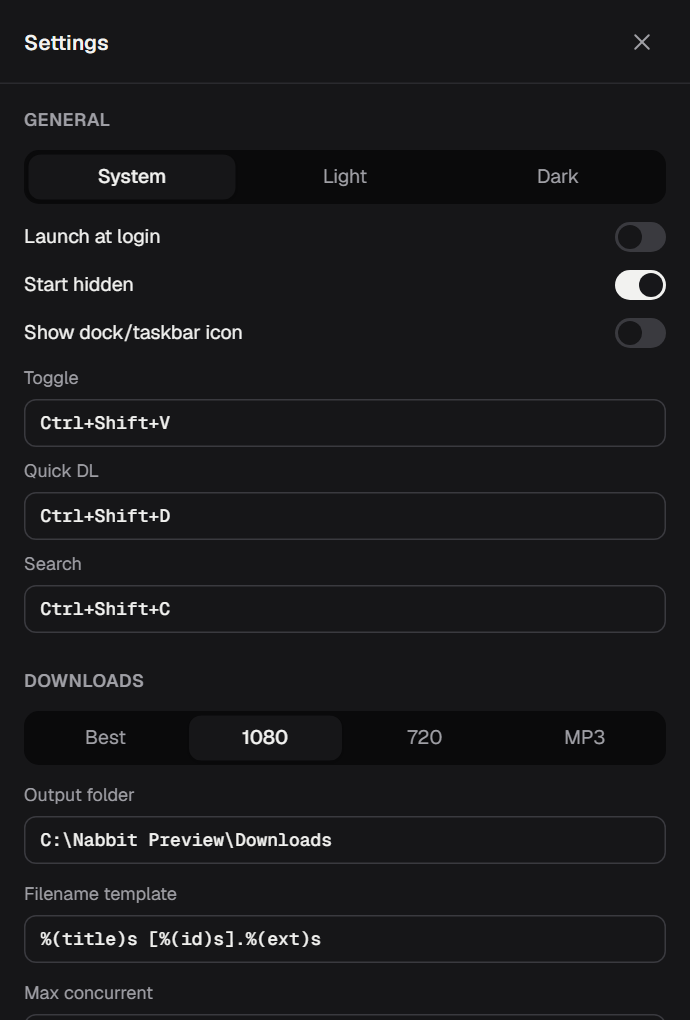 Settings
GENERAL
System Light Dark
Launch at login
Start hidden
Show dock/taskbar icon
Toggle
Ctrl+Shift+V
Quick DL
Ctrl+Shift+D
Search
Ctrl+Shift+C
DOWNLOADS
Best 1080 720 MP3
Output folder
C:\Nabbit Preview\Downloads
Filename template
%(title)s [%(id)s].%(ext)s
Max concurrent